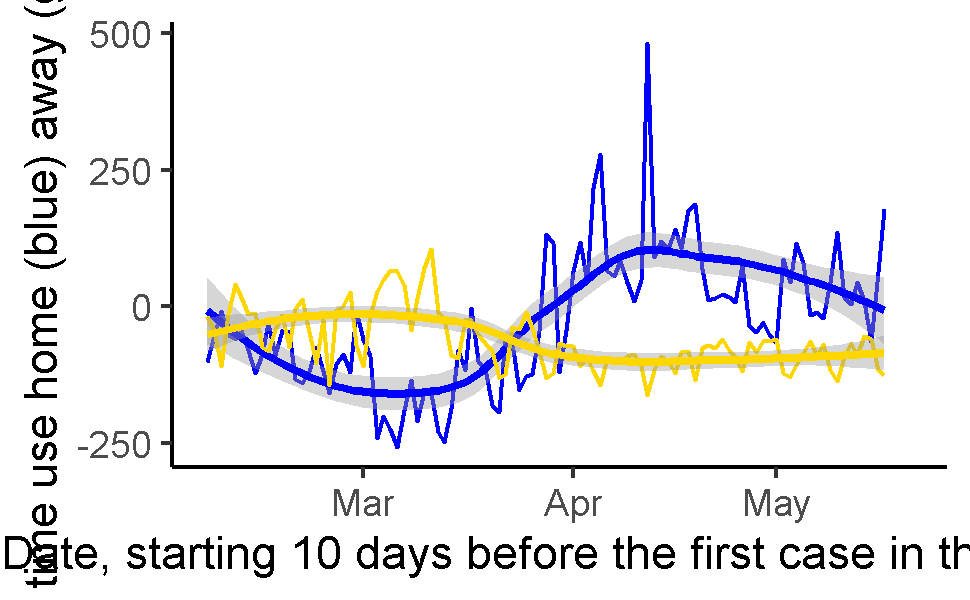 time use home (blue) away (
500
250
0
-250
Mar Apr May
Date, starting 10 days before the first case in th